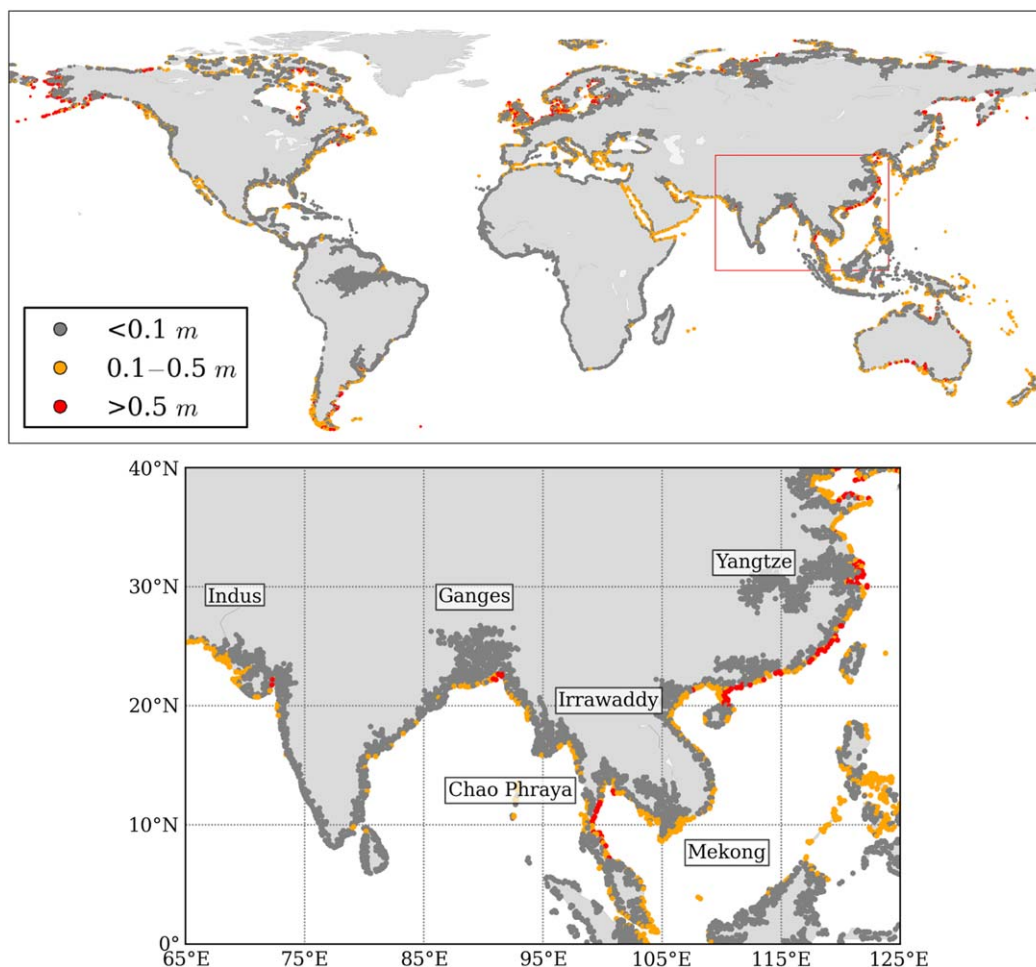 <0.1 m
0.1–0.5 m
>0.5 m
40°N
30°N
20°N
10°N
0°
Yangtze
Indus
Ganges
Irrawaddy
Chao Phraya
Mekong
65°E
75°E
85°E
95°E
105°E
115°E
125°E